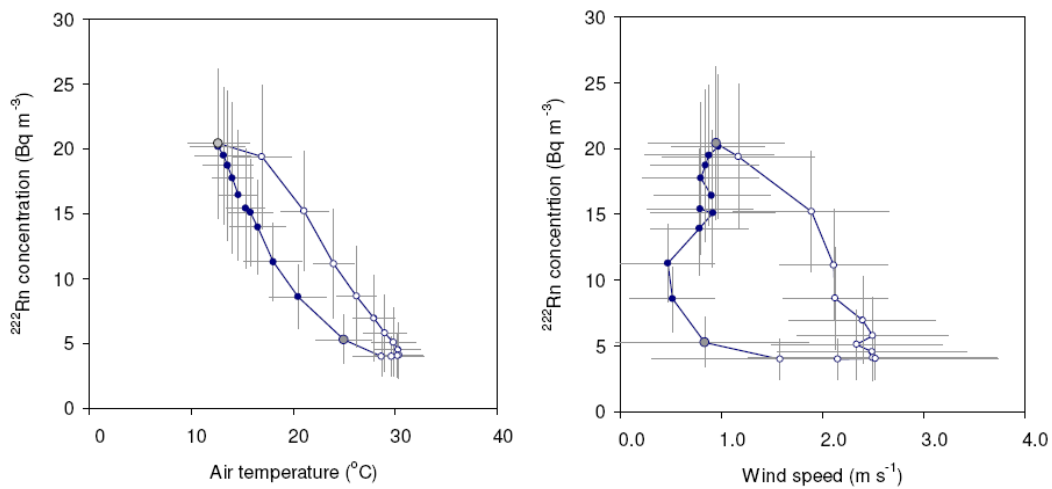 30
25
20
15
10
5
0
²²²Rn concentration (Bq m⁻³)
0 10 20 30 40
Air temperature (°C)
30
25
20
15
10
5
0
²²²Rn concentrtion (Bq m⁻³)
0.0 1.0 2.0 3.0 4.0
Wind speed (m s⁻¹)